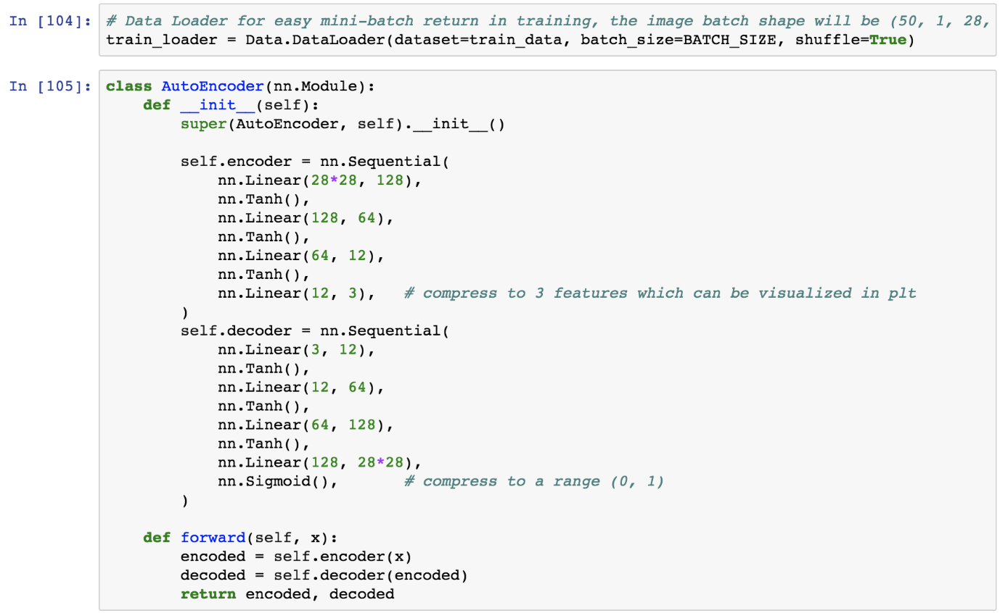 In [104]: # Data Loader for easy mini-batch return in training, the image batch shape will be (50, 1, 28,
train_loader = Data.DataLoader(dataset=train_data, batch_size=BATCH_SIZE, shuffle=True)
In [105]: class AutoEncoder(nn.Module):
    def __init__(self):
        super(AutoEncoder, self).__init__()

        self.encoder = nn.Sequential(
            nn.Linear(28*28, 128),
            nn.Tanh(),
            nn.Linear(128, 64),
            nn.Tanh(),
            nn.Linear(64, 12),
            nn.Tanh(),
            nn.Linear(12, 3),   # compress to 3 features which can be visualized in plt
        )
        self.decoder = nn.Sequential(
            nn.Linear(3, 12),
            nn.Tanh(),
            nn.Linear(12, 64),
            nn.Tanh(),
            nn.Linear(64, 128),
            nn.Tanh(),
            nn.Linear(128, 28*28),
            nn.Sigmoid(),       # compress to a range (0, 1)
        )

    def forward(self, x):
        encoded = self.encoder(x)
        decoded = self.decoder(encoded)
        return encoded, decoded